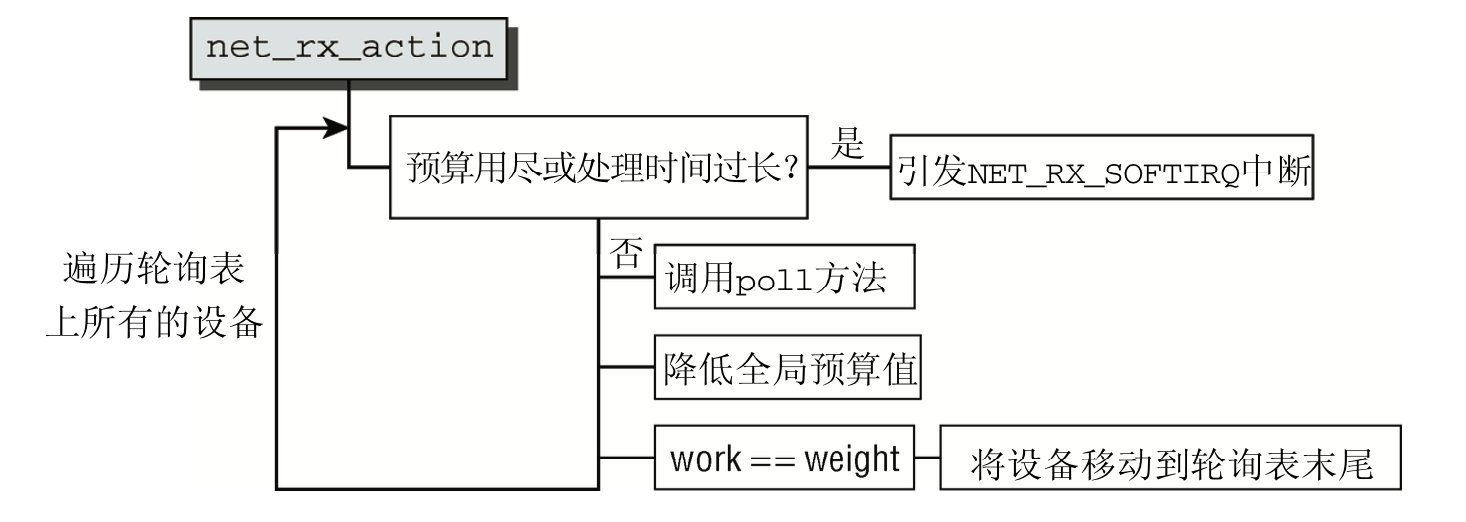 net_rx_action
预算用尽或处理时间过长?
是
引发NET_RX_SOFTIRQ中断
否
调用poll方法
遍历轮询表
上所有的设备
降低全局预算值
work == weight
将设备移动到轮询表末尾